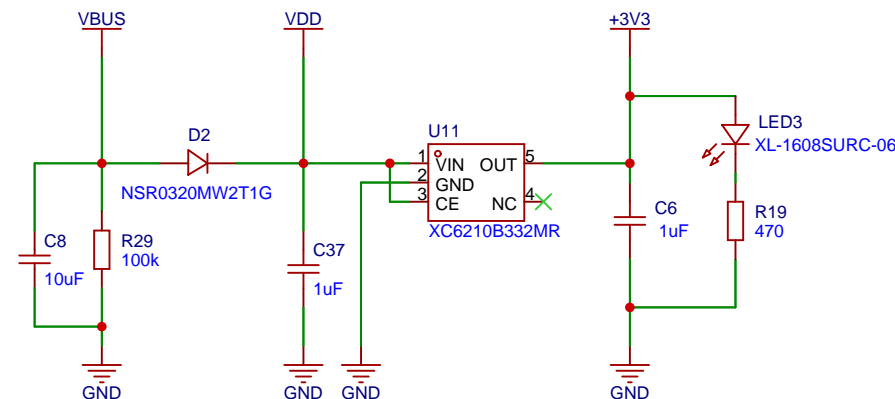 VBUS
VDD
+3V3
D2
NSR0320MW2T1G
U11
1
VIN
OUT
5
2
GND
3
CE
NC
4
XC6210B332MR
LED3
XL-1608SURC-06
C8
10uF
R29
100k
C37
1uF
C6
1uF
R19
470
GND
GND
GND
GND